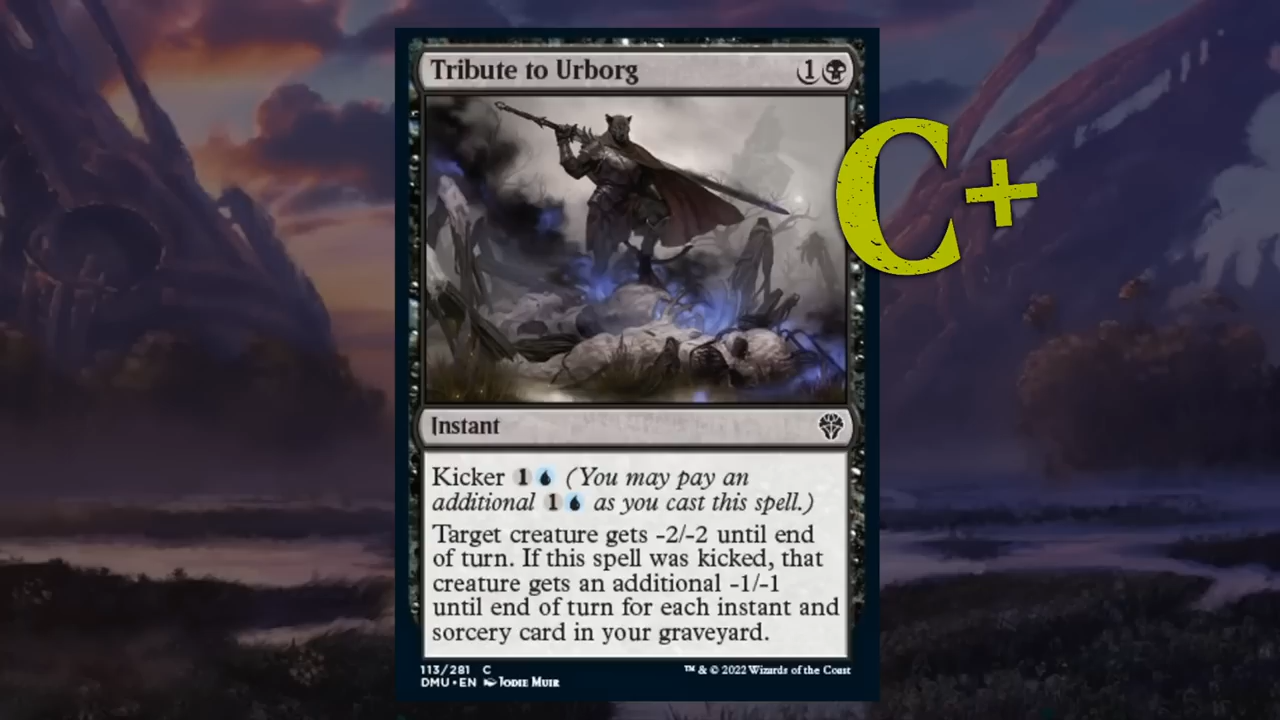 Tribute to Urborg 1
C+
Instant
Kicker 1 (You may pay an
additional 1 as you cast this spell.)
Target creature gets -2/-2 until end
of turn. If this spell was kicked, that
creature gets an additional -1/-1
until end of turn for each instant and
sorcery card in your graveyard.
113/281 C ™ & © 2022 Wizards of the Coast
DMU • EN Jodie Muir